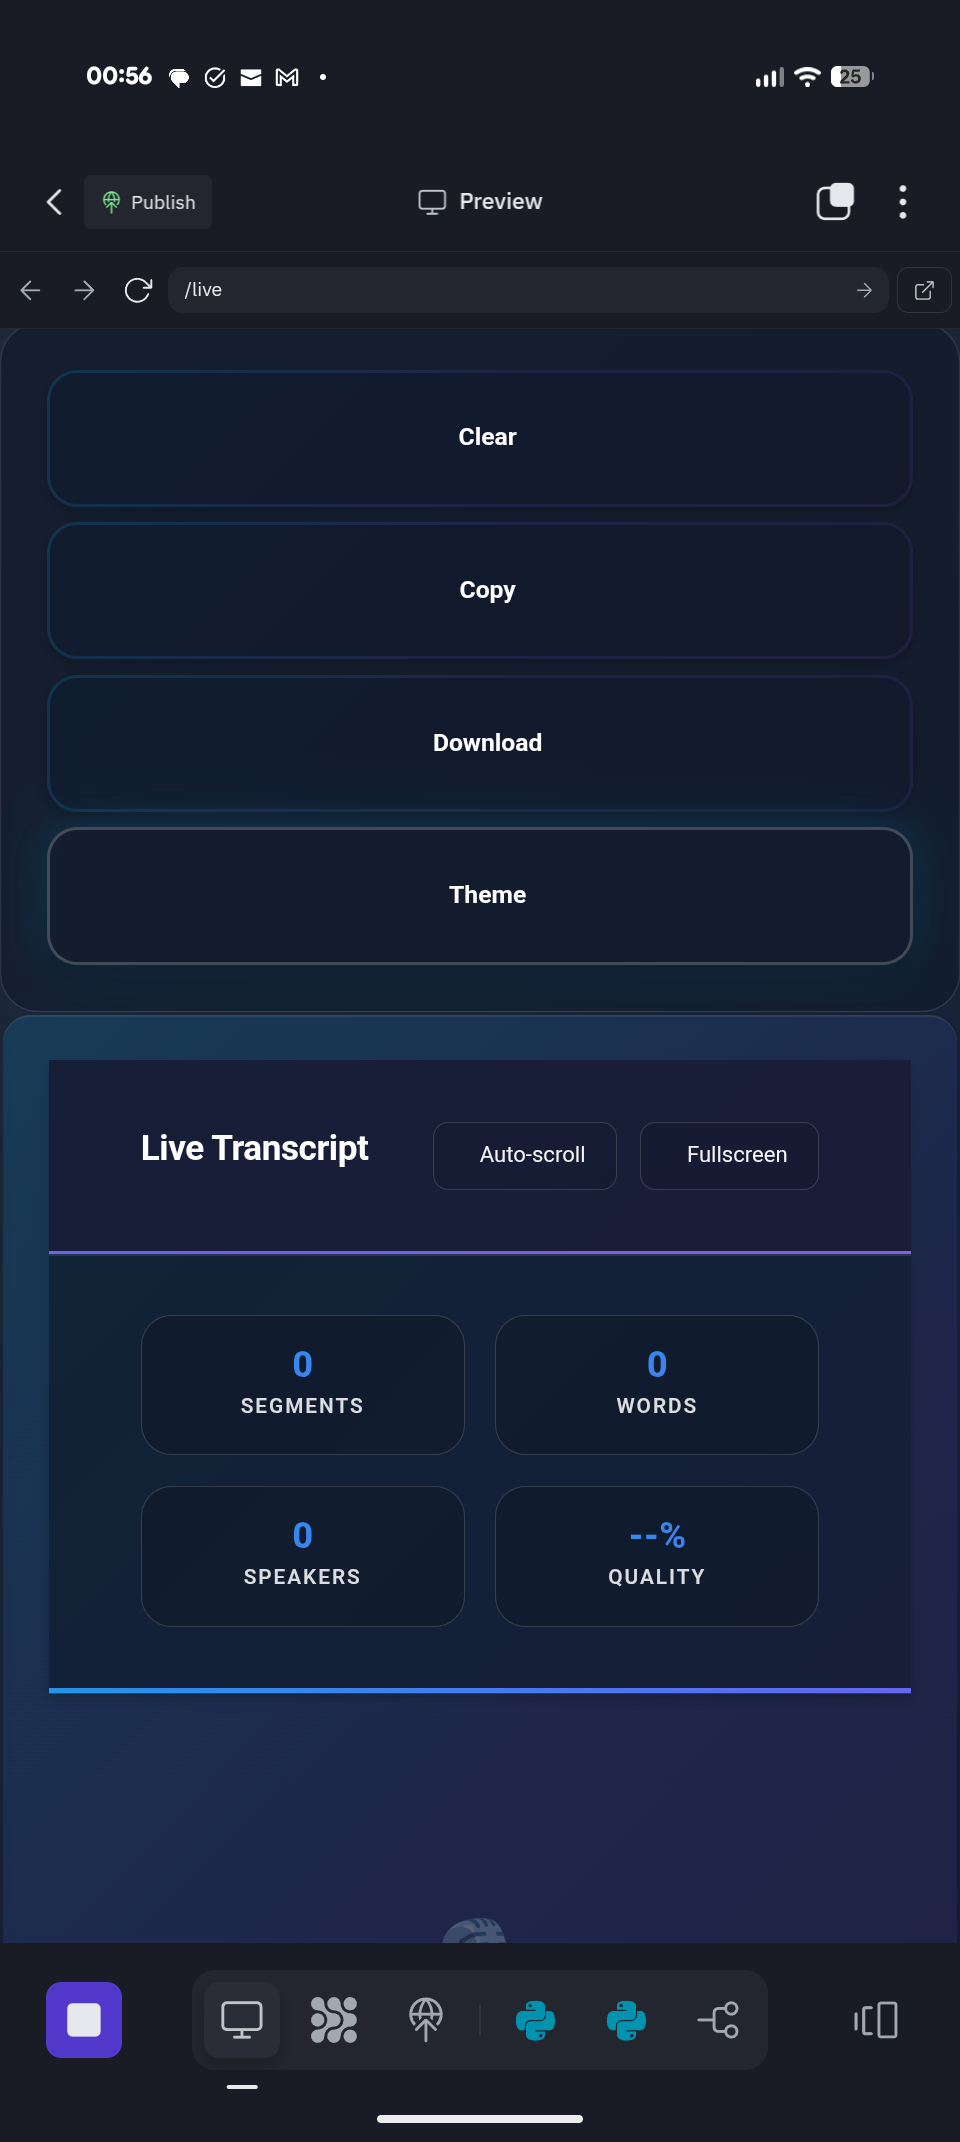 00:56
25
Publish
Preview
/live
Clear
Copy
Download
Theme
Live Transcript
Auto-scroll
Fullscreen
0
SEGMENTS
0
WORDS
0
SPEAKERS
--%
QUALITY